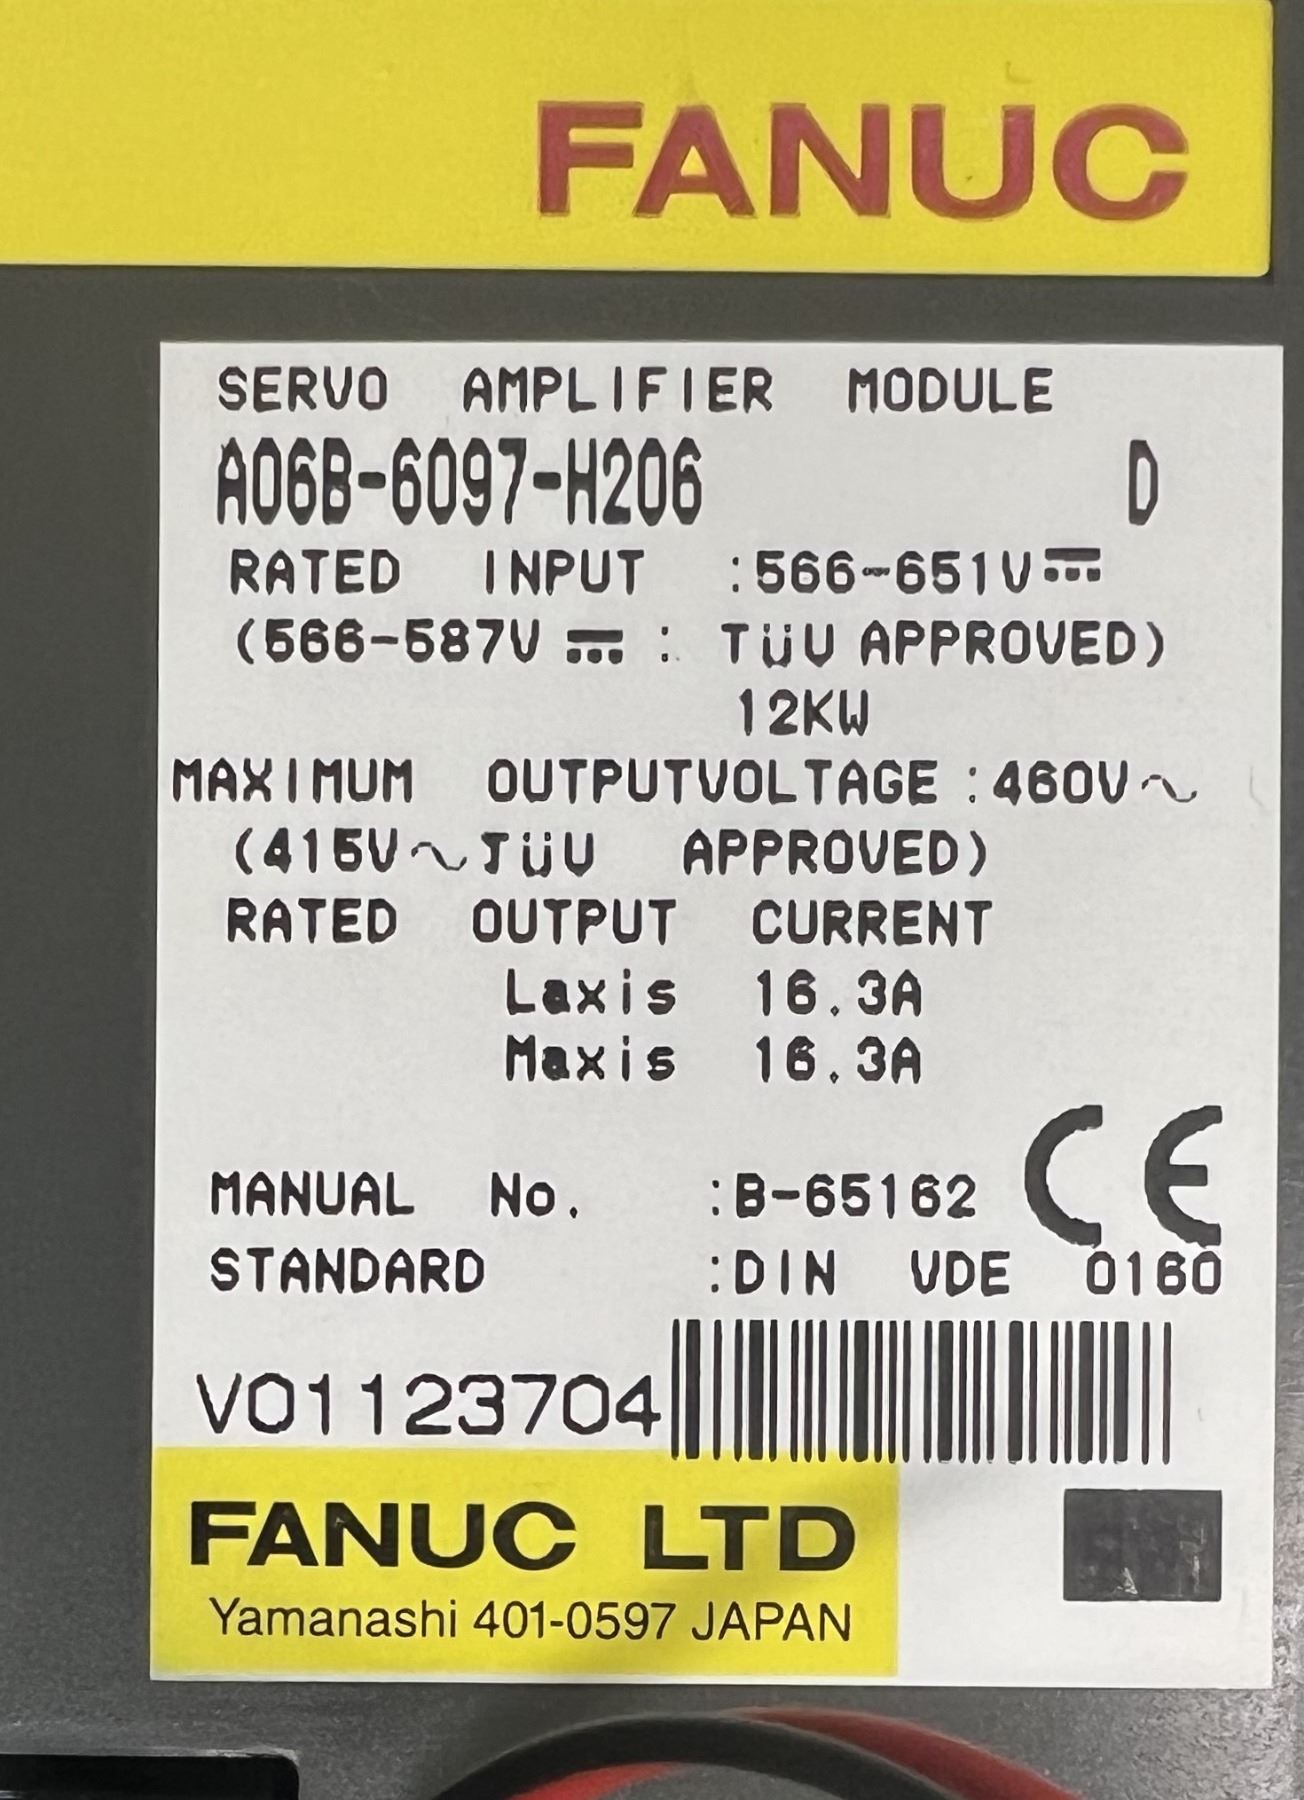 FANUC
SERVO AMPLIFIER MODULE
A06B-6097-H206 D
RATED INPUT :566-651V⎓
(566-587V ⎓ : TüV APPROVED)
12KW
MAXIMUM OUTPUTVOLTAGE :460V~
(415V~TüV APPROVED)
RATED OUTPUT CURRENT
Laxis 16.3A
Maxis 16.3A
CE
MANUAL No. :B-65162
STANDARD :DIN VDE 0160
V01123704
FANUC LTD
Yamanashi 401-0597 JAPAN